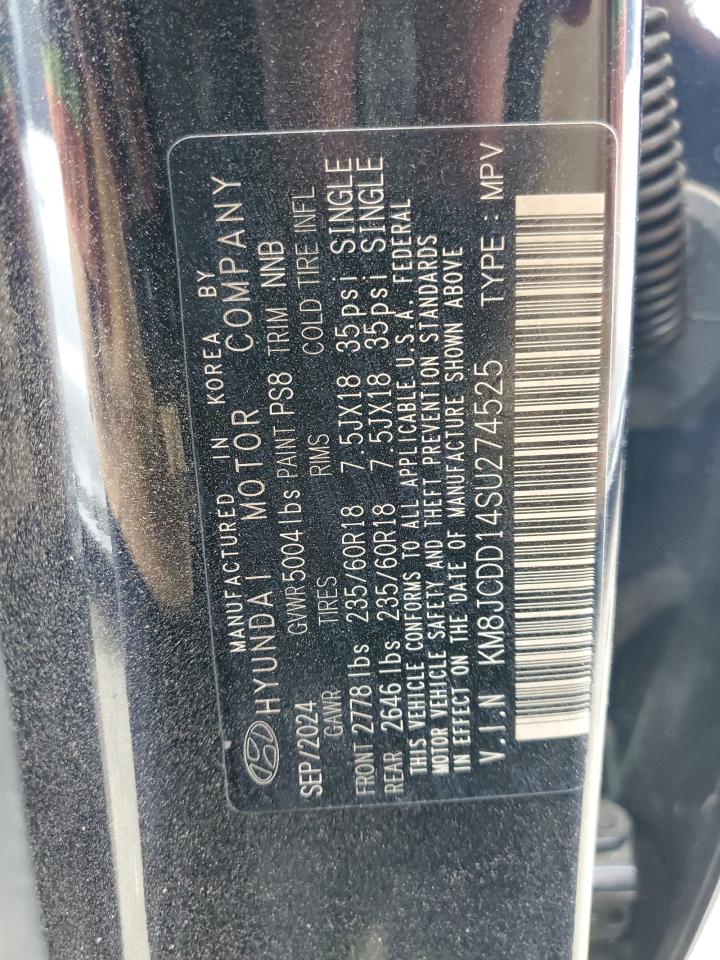 MANUFACTURED IN KOREA BY
HYUNDAI MOTOR COMPANY
SEP/2024 GVWR 5004 lbs PAINT PS8 TRIM NNB
GAWR TIRES RIMS COLD TIRE INFL
FRONT 2778 lbs 235/60R18 7.5JX18 35psi SINGLE
REAR 2646 lbs 235/60R18 7.5JX18 35psi SINGLE
THIS VEHICLE CONFORMS TO ALL APPLICABLE U.S.A. FEDERAL
MOTOR VEHICLE SAFETY AND THEFT PREVENTION STANDARDS
IN EFFECT ON THE DATE OF MANUFACTURE SHOWN ABOVE
V.I.N KM8JCDD14SU274525 TYPE : MPV